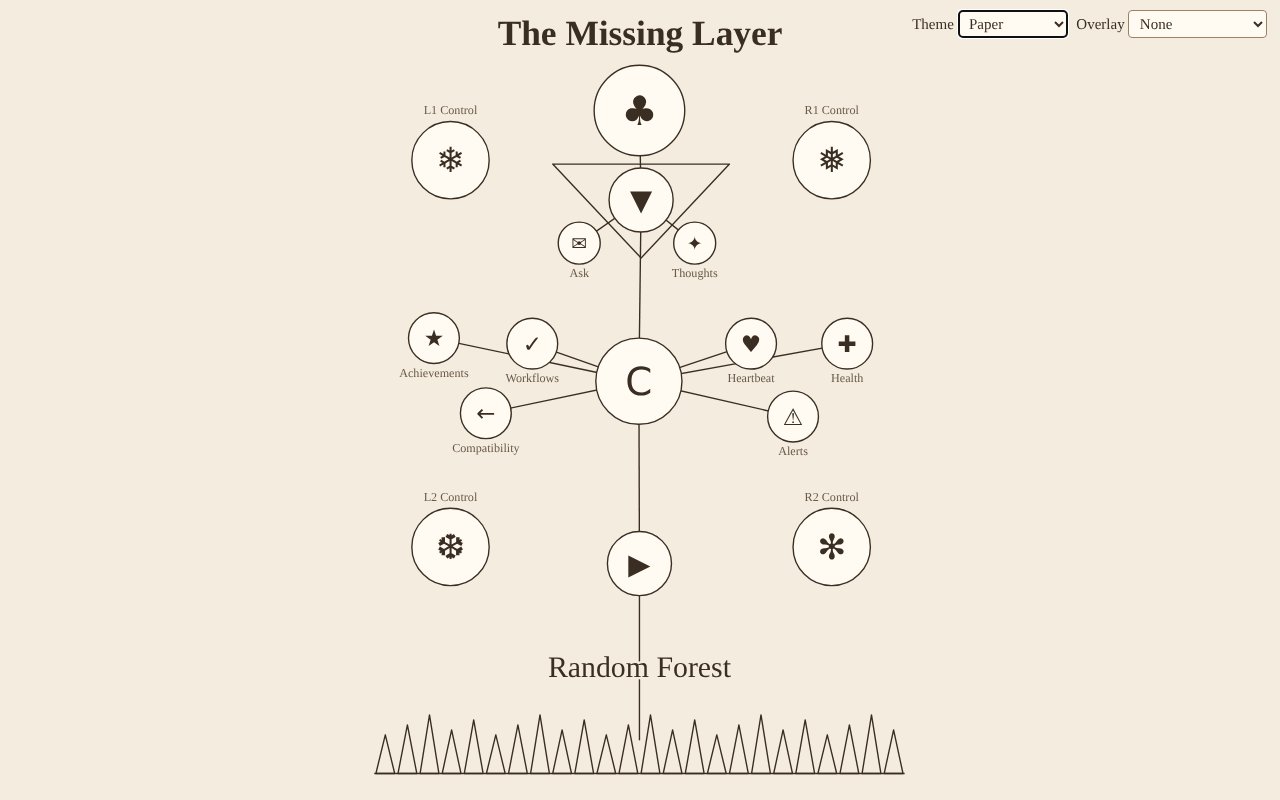 The Missing Layer
Theme Paper Overlay None
L1 Control
R1 Control
Ask
Thoughts
Achievements
Workflows
Heartbeat
Health
C
Compatibility
Alerts
L2 Control
R2 Control
Random Forest